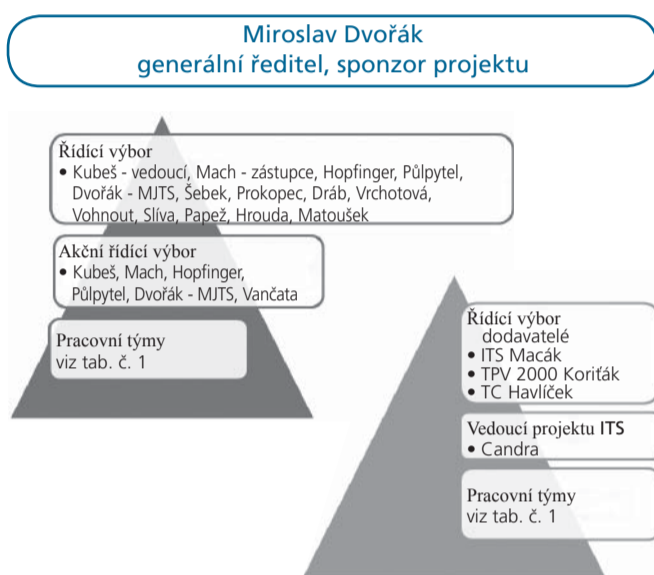 Miroslav Dvořák
generální ředitel, sponzor projektu
Řídící výbor
• Kubeš - vedoucí, Mach - zástupce, Hopfinger, Půlpytel,
Dvořák - MJTS, Šebek, Prokopec, Dráb, Vrchotová,
Vohnout, Slíva, Papež, Hrouda, Matoušek
Akční řídící výbor
• Kubeš, Mach, Hopfinger,
Půlpytel, Dvořák - MJTS, Vančata
Pracovní týmy
viz tab. č. 1
Řídící výbor
dodavatelé
• ITS Macák
• TPV 2000 Koriťák
• TC Havlíček
Vedoucí projektu ITS
• Candra
Pracovní týmy
viz tab. č. 1